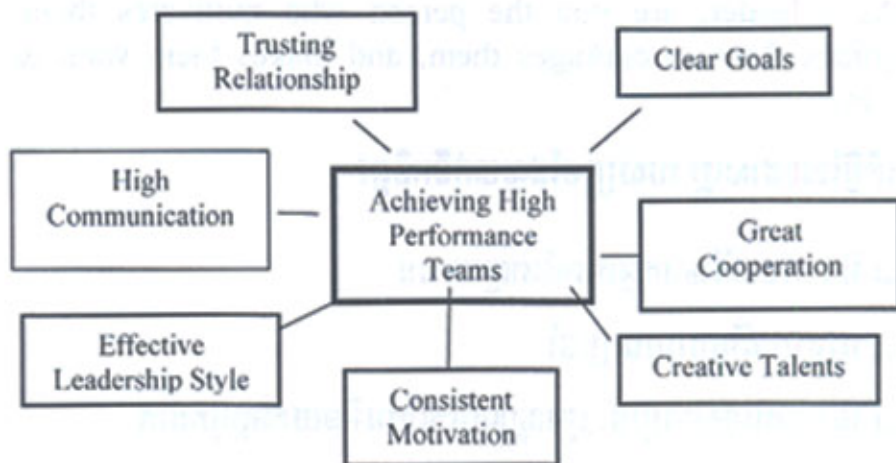 Trusting
Relationship
Clear Goals
High
Communication
Achieving High
Performance
Teams
Great
Cooperation
Effective
Leadership Style
Consistent
Motivation
Creative Talents